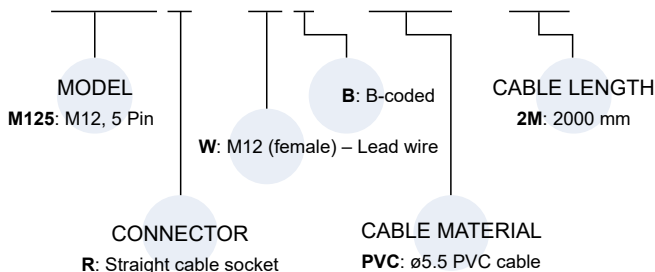 MODEL
M125: M12, 5 Pin
B: B-coded
CABLE LENGTH
2M: 2000 mm
W: M12 (female) – Lead wire
CONNECTOR
R: Straight cable socket
CABLE MATERIAL
PVC: ø5.5 PVC cable